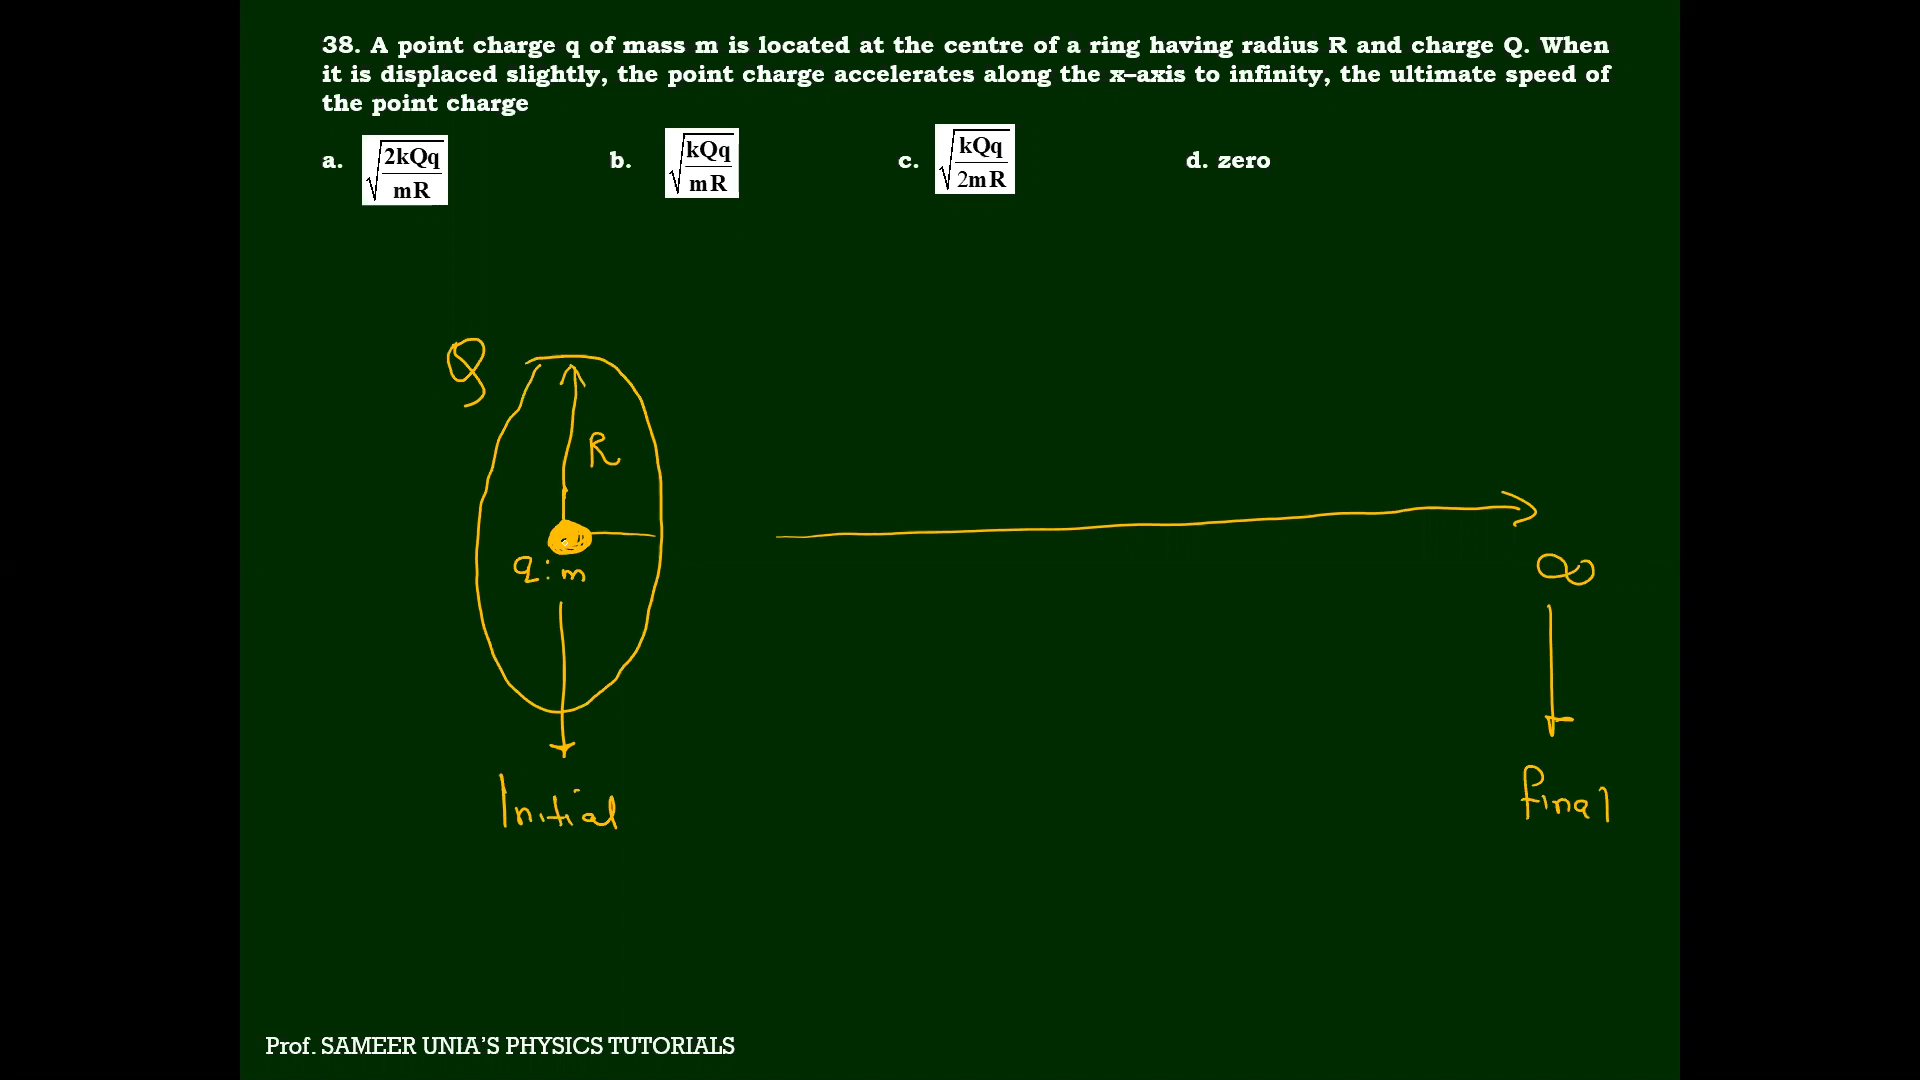 38. A point charge q of mass m is located at the centre of a ring having radius R and charge Q. When
it is displaced slightly, the point charge accelerates along the x–axis to infinity, the ultimate speed of
the point charge
a. √(2kQq/mR) b. √(kQq/mR) c. √(kQq/2mR) d. zero
Q
R
q : m
∞
Initial
final
Prof. SAMEER UNIA'S PHYSICS TUTORIALS